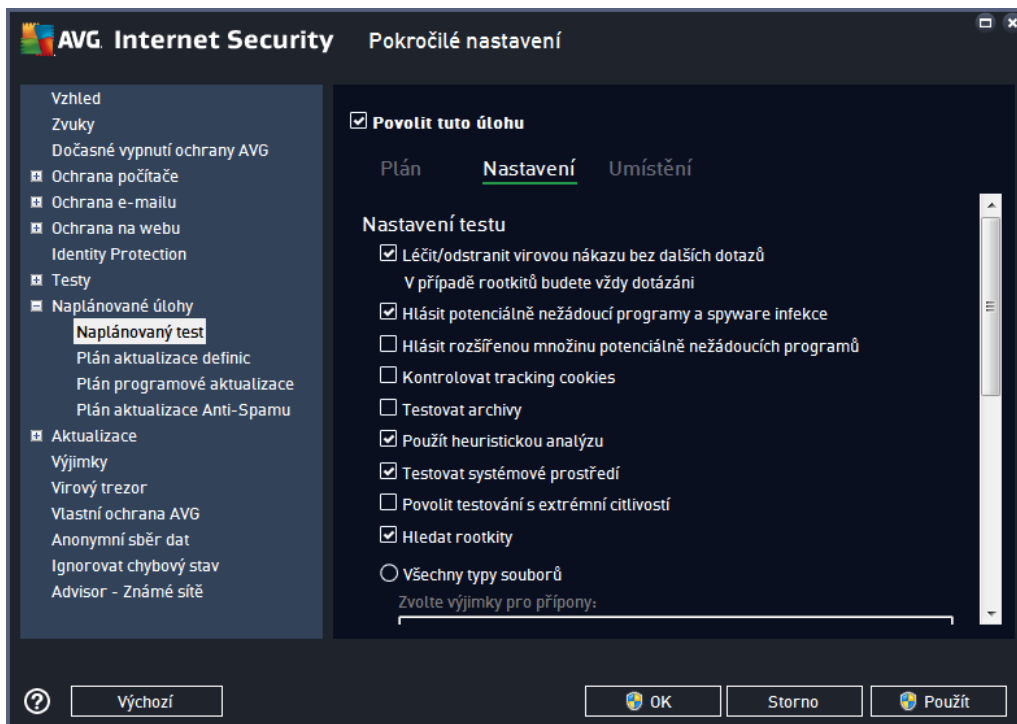 AVG Internet Security Pokročilé nastavení
Vzhled
Zvuky
Dočasné vypnutí ochrany AVG
Ochrana počítače
Ochrana e-mailu
Ochrana na webu
Identity Protection
Testy
Naplánované úlohy
Naplánovaný test
Plán aktualizace definic
Plán programové aktualizace
Plán aktualizace Anti-Spamu
Aktualizace
Výjimky
Virový trezor
Vlastní ochrana AVG
Anonymní sběr dat
Ignorovat chybový stav
Advisor - Známé sítě
Povolit tuto úlohu
Plán Nastavení Umístění
Nastavení testu
Léčit/odstranit virovou nákazu bez dalších dotazů
V případě rootkitů budete vždy dotázáni
Hlásit potenciálně nežádoucí programy a spyware infekce
Hlásit rozšířenou množinu potenciálně nežádoucích programů
Kontrolovat tracking cookies
Testovat archivy
Použít heuristickou analýzu
Testovat systémové prostředí
Povolit testování s extrémní citlivostí
Hledat rootkity
Všechny typy souborů
Zvolte výjimky pro přípony:
? Výchozí OK Storno Použít